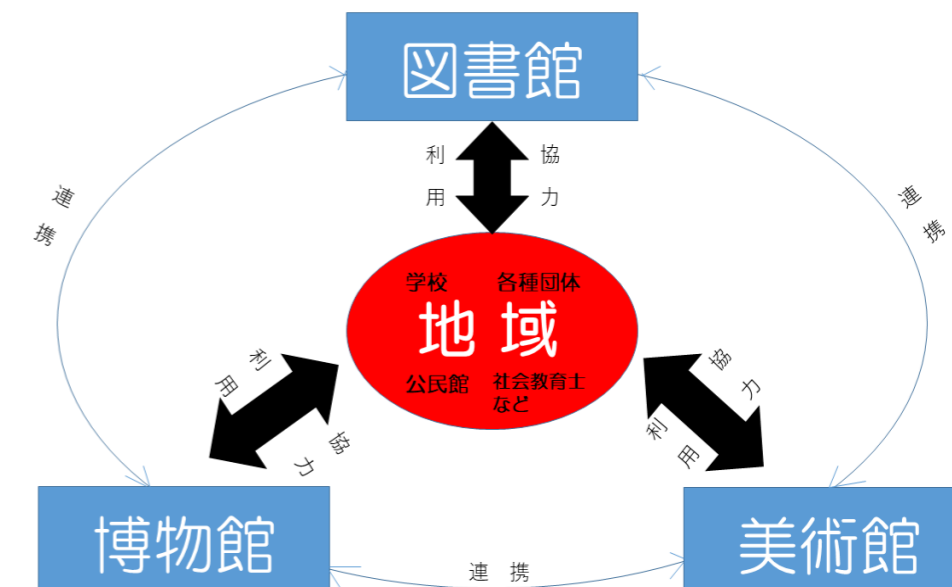 図書館
利用
協力
連携
連携
学校 各種団体
地域
公民館 社会教育士
など
利用
協力
協力
利用
博物館
連携
美術館